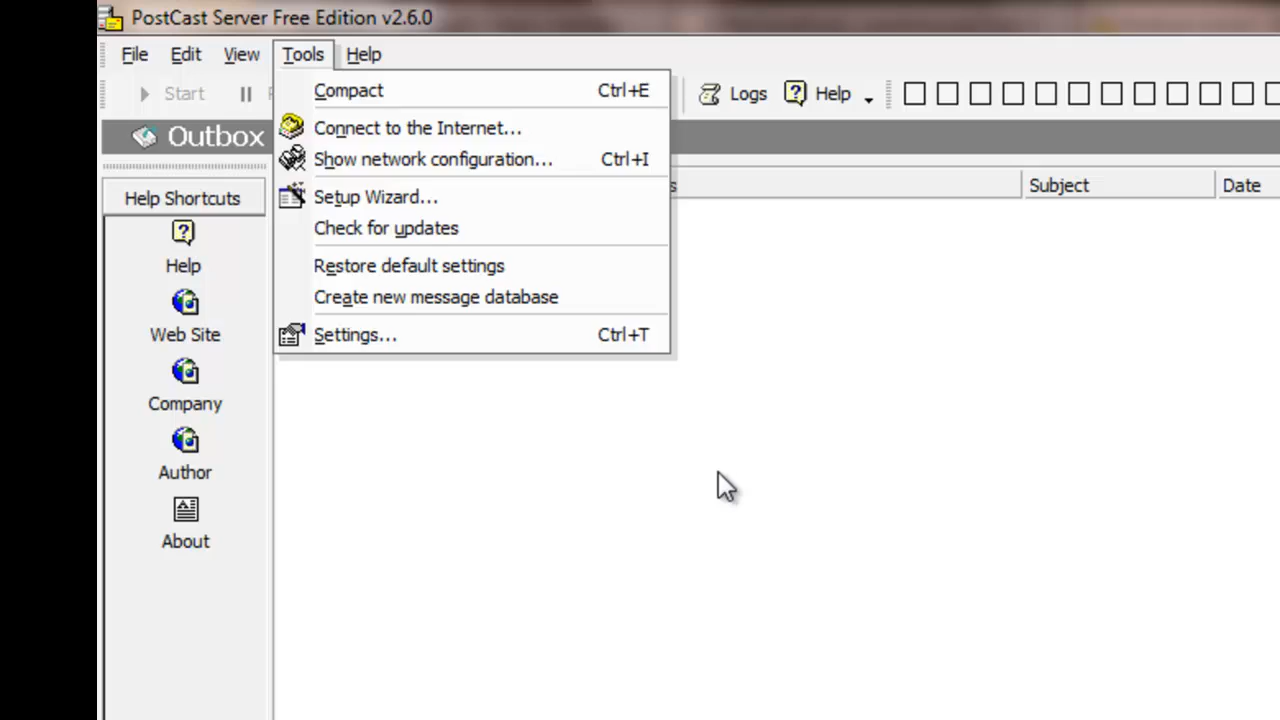 PostCast Server Free Edition v2.6.0
File Edit View Tools Help
Start Logs Help
Compact Ctrl+E
Connect to the Internet...
Show network configuration... Ctrl+I
Setup Wizard...
Check for updates
Restore default settings
Create new message database
Settings... Ctrl+T
Outbox
Subject Date
Help Shortcuts
Help
Web Site
Company
Author
About